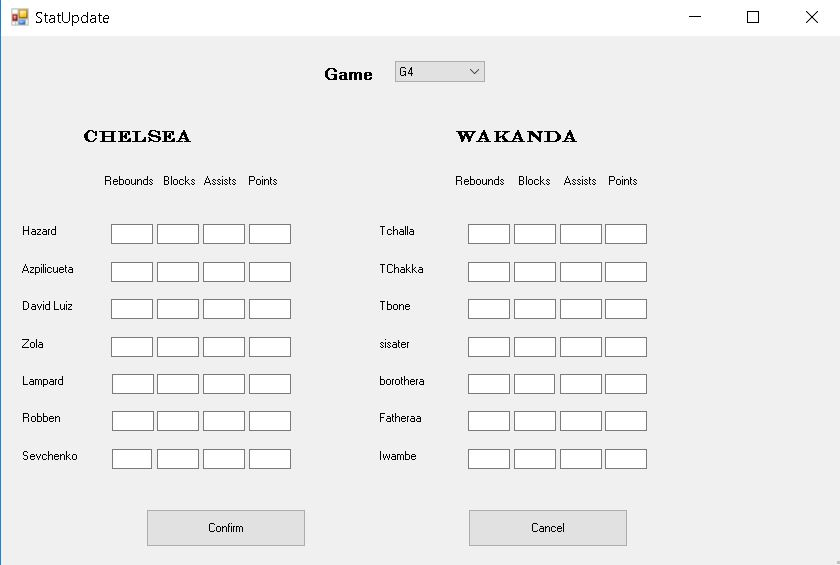 StatUpdate
Game G4
CHELSEA WAKANDA
Rebounds Blocks Assists Points Rebounds Blocks Assists Points
Hazard Tchalla
Azpilicueta TChakka
David Luiz Tbone
Zola sisater
Lampard borothera
Robben Fatheraa
Sevchenko Iwambe
Confirm Cancel